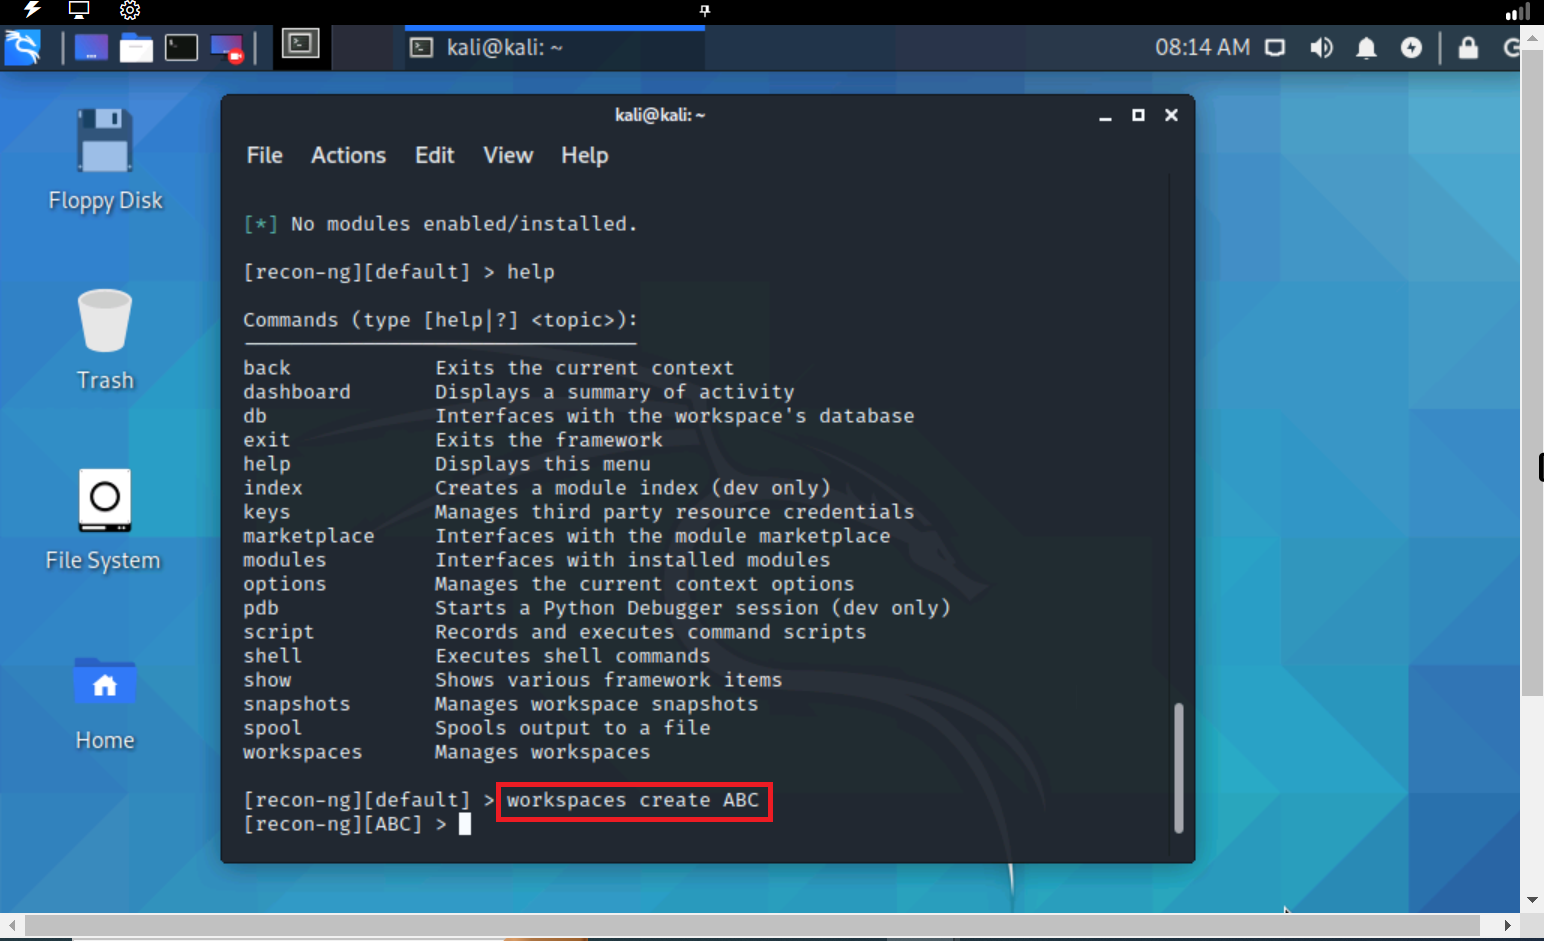 kali@kali: ~
08:14 AM
Floppy Disk
Trash
File System
Home
kali@kali: ~
File Actions Edit View Help
[*] No modules enabled/installed.
[recon-ng][default] > help
Commands (type [help|?] <topic>):
back Exits the current context
dashboard Displays a summary of activity
db Interfaces with the workspace's database
exit Exits the framework
help Displays this menu
index Creates a module index (dev only)
keys Manages third party resource credentials
marketplace Interfaces with the module marketplace
modules Interfaces with installed modules
options Manages the current context options
pdb Starts a Python Debugger session (dev only)
script Records and executes command scripts
shell Executes shell commands
show Shows various framework items
snapshots Manages workspace snapshots
spool Spools output to a file
workspaces Manages workspaces
[recon-ng][default] > workspaces create ABC
[recon-ng][ABC] >